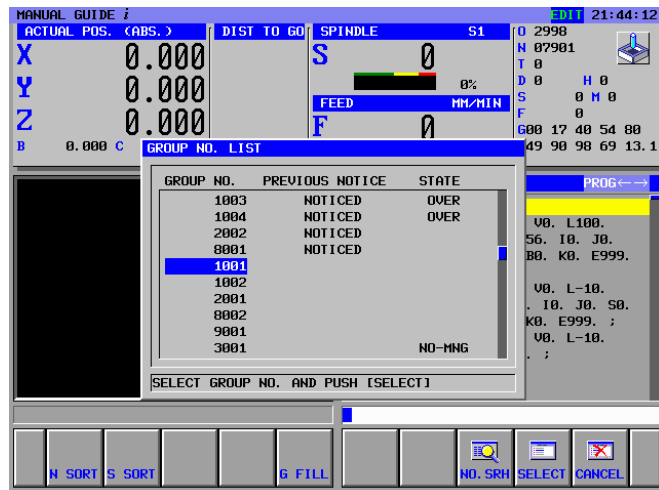 MANUAL GUIDE i EDIT 21:44:12
ACTUAL POS. (ABS.) DIST TO GO SPINDLE S1 O 2998
X 0.000 S 0 N 07901
T 0
Y 0.000 0% D 0 H 0
FEED MM/MIN S 0 M 0
Z 0.000 F 0 F 0
G00 17 40 54 80
B 0.000 C 49 90 98 69 13.1
GROUP NO. LIST
GROUP NO. PREVIOUS NOTICE STATE PROG←→
1003 NOTICED OVER
1004 NOTICED OVER V0. L100.
2002 NOTICED 56. I0. J0.
8001 NOTICED B0. K0. E999.
1001
1002 V0. L-10.
2001 . I0. J0. S0.
8002 K0. E999. ;
9001 V0. L-10.
3001 NO-MNG . ;
SELECT GROUP NO. AND PUSH [SELECT]
N SORT S SORT G FILL NO.SRH SELECT CANCEL